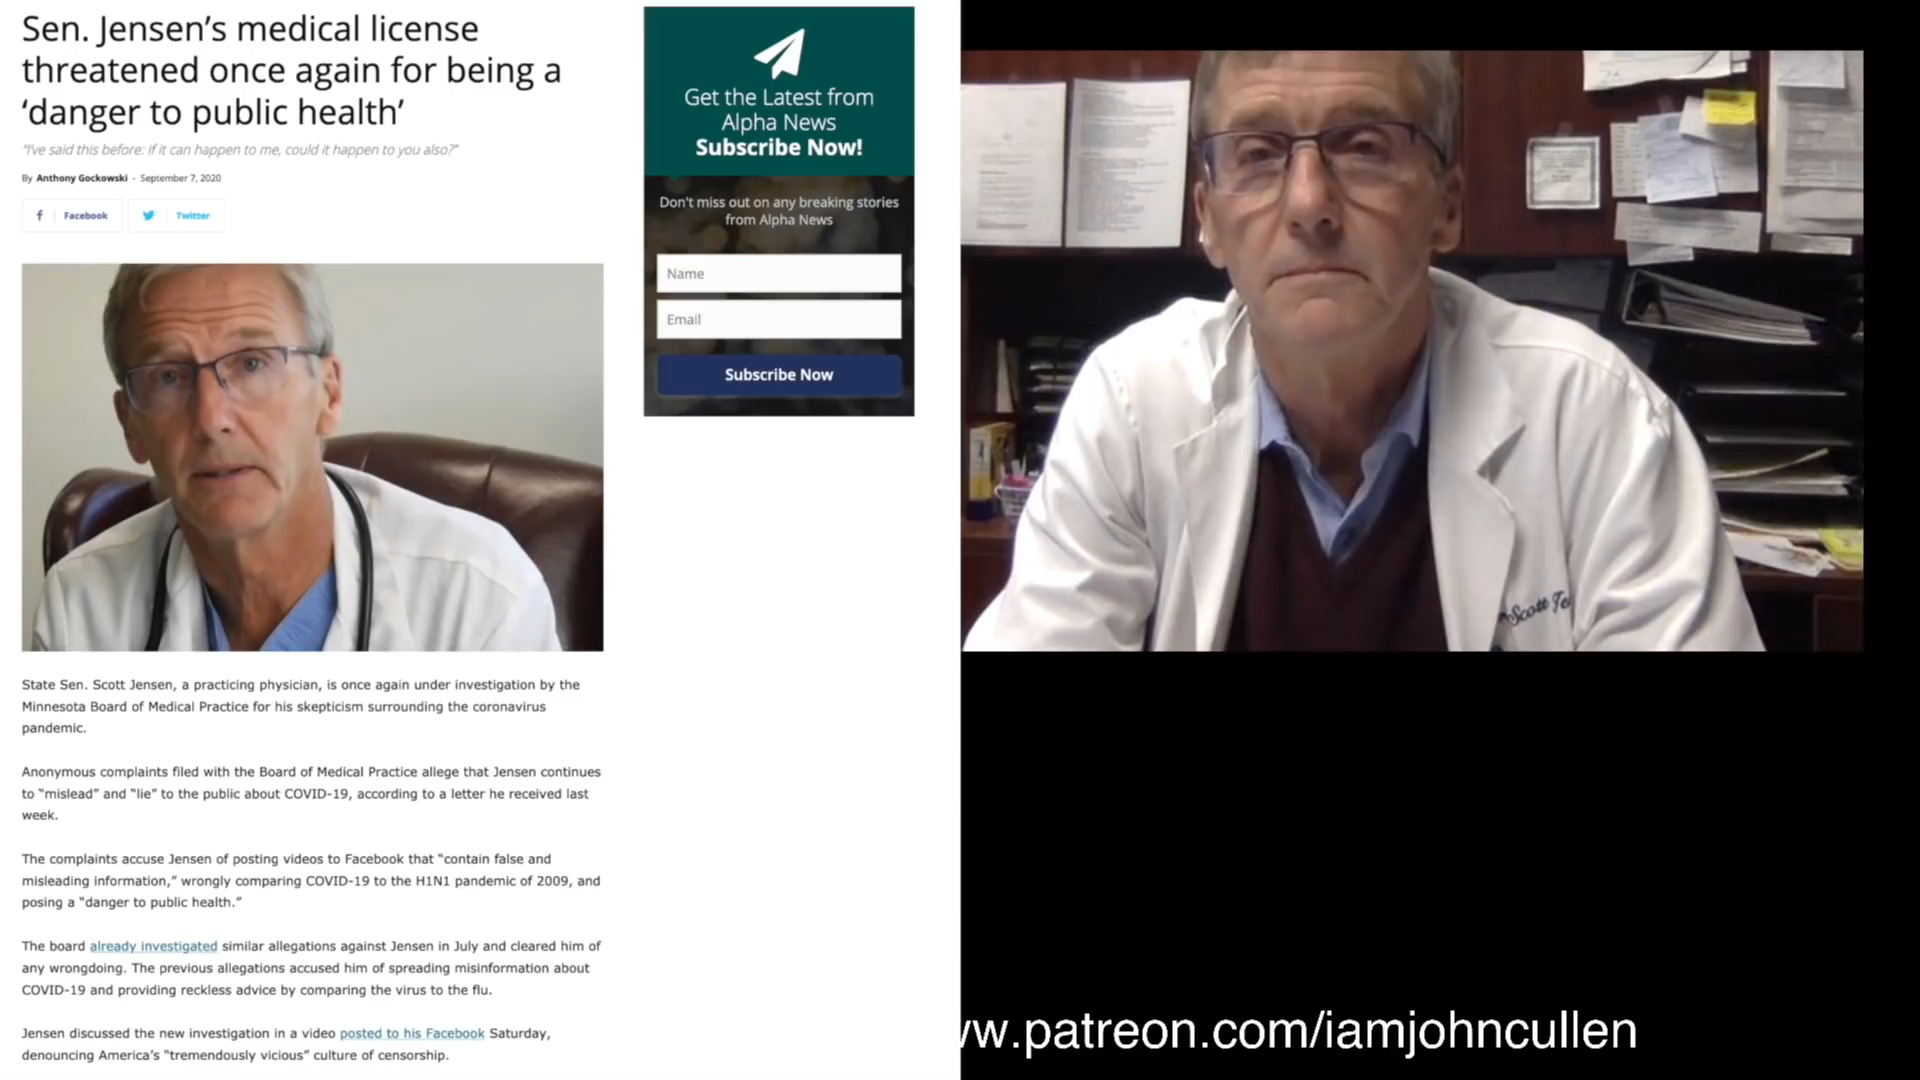 Sen. Jensen’s medical license
threatened once again for being a
‘danger to public health’
“I’ve said this before: if it can happen to me, could it happen to you also?”
By Anthony Gockowski - September 7, 2020
Facebook
Twitter
Get the Latest from
Alpha News
Subscribe Now!
Don't miss out on any breaking stories
from Alpha News
Name
Email
Subscribe Now
State Sen. Scott Jensen, a practicing physician, is once again under investigation by the
Minnesota Board of Medical Practice for his skepticism surrounding the coronavirus
pandemic.
Anonymous complaints filed with the Board of Medical Practice allege that Jensen continues
to “mislead” and “lie” to the public about COVID-19, according to a letter he received last
week.
The complaints accuse Jensen of posting videos to Facebook that “contain false and
misleading information,” wrongly comparing COVID-19 to the H1N1 pandemic of 2009, and
posing a “danger to public health.”
The board already investigated similar allegations against Jensen in July and cleared him of
any wrongdoing. The previous allegations accused him of spreading misinformation about
COVID-19 and providing reckless advice by comparing the virus to the flu.
Jensen discussed the new investigation in a video posted to his Facebook Saturday,
denouncing America’s “tremendously vicious” culture of censorship.
Scott Je
w.patreon.com/iamjohncullen